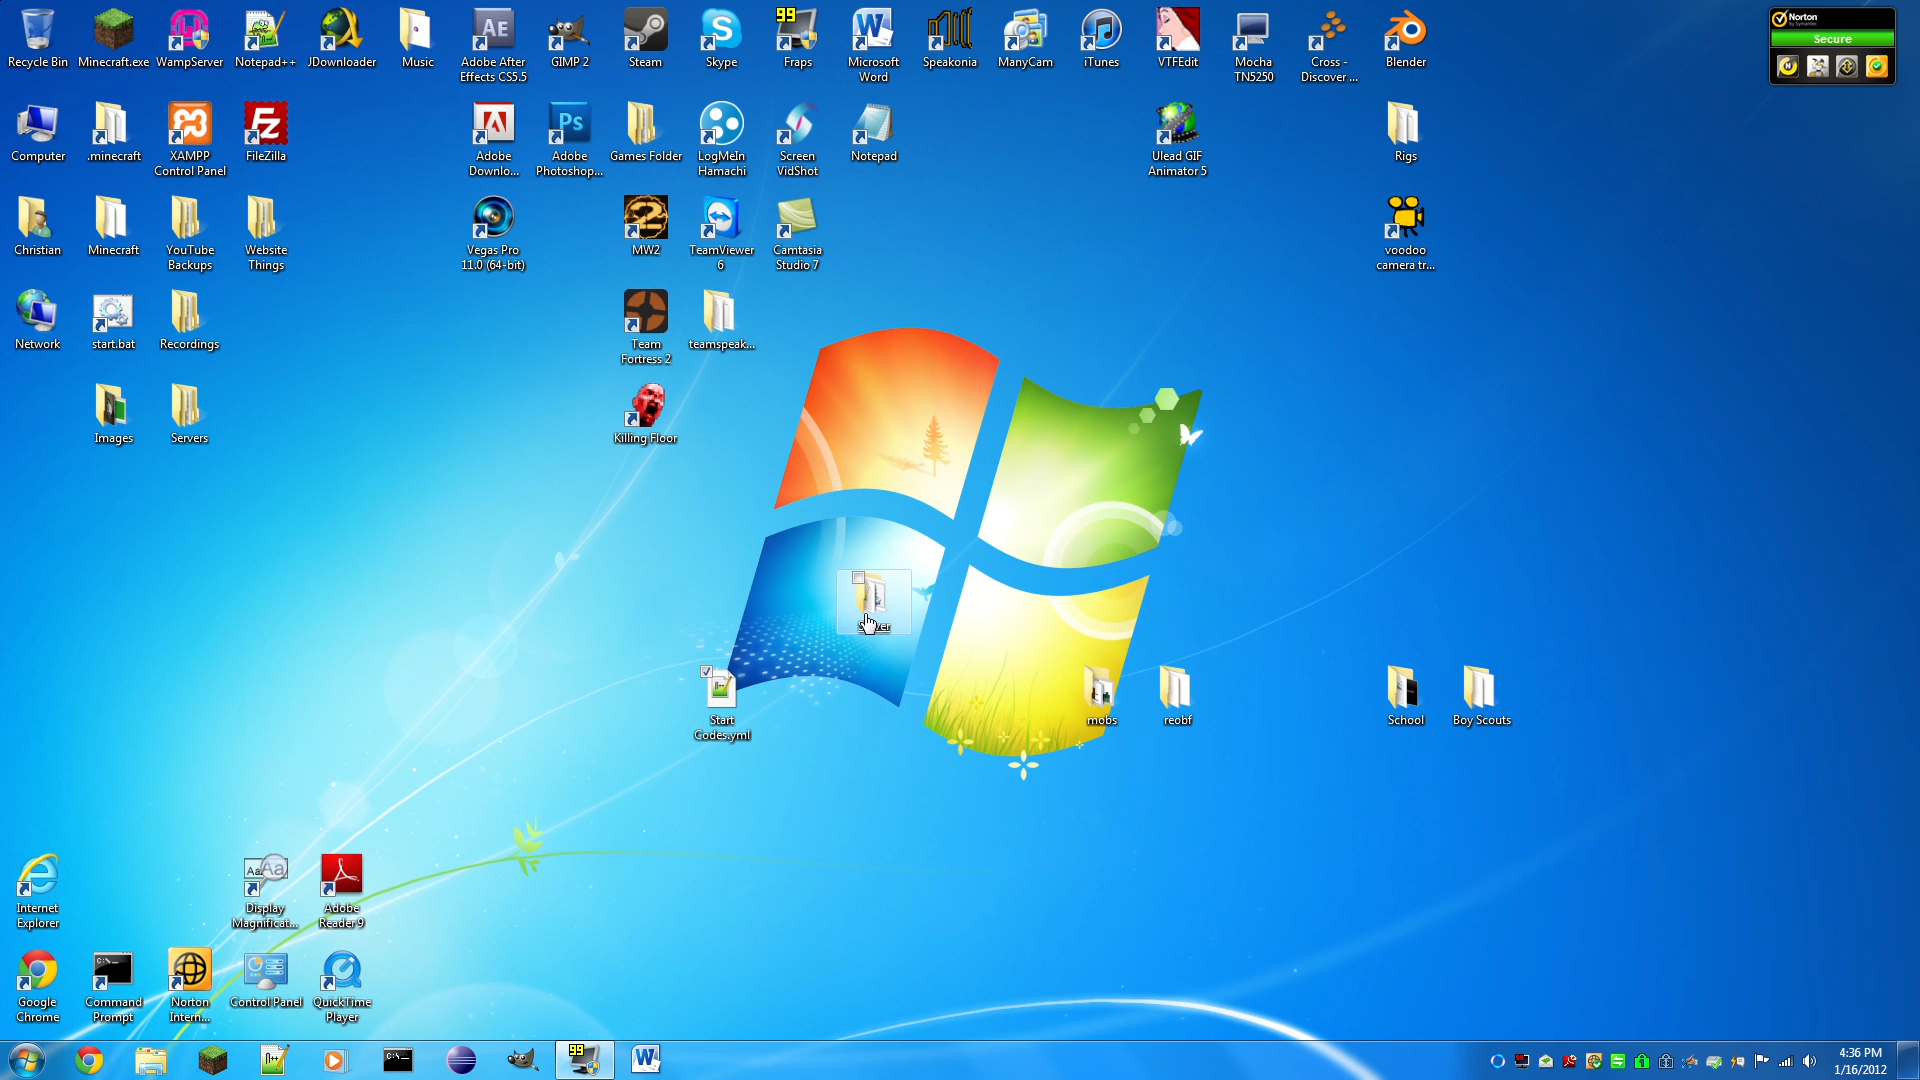 Recycle Bin
Minecraft.exe
WampServer
Notepad++
JDownloader
Music
Adobe After
Effects CS5.5
GIMP 2
Steam
Skype
99
Fraps
Microsoft
Word
Speakonia
ManyCam
iTunes
VTFEdit
Mocha
TN5250
Cross -
Discover ...
Blender
Norton
by Symantec
Secure
Computer
.minecraft
XAMPP
Control Panel
FileZilla
Adobe
Downlo...
Adobe
Photoshop...
Games Folder
LogMeIn
Hamachi
Screen
VidShot
Notepad
Ulead GIF
Animator 5
Rigs
Christian
Minecraft
YouTube
Backups
Website
Things
Vegas Pro
11.0 (64-bit)
MW2
TeamViewer
6
Camtasia
Studio 7
voodoo
camera tr...
Network
start.bat
Recordings
Team
Fortress 2
teamspeak...
Images
Servers
Killing Floor
Start
Codes.yml
mobs
reobf
School
Boy Scouts
Internet
Explorer
Display
Magnificat...
Adobe
Reader 9
Google
Chrome
Command
Prompt
Norton
Intern...
Control Panel
QuickTime
Player
99
4:36 PM
1/16/2012